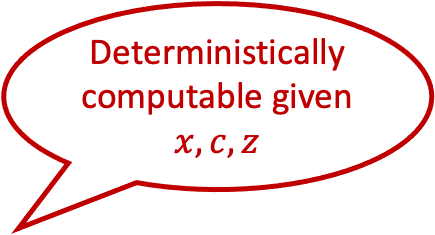 Deterministically
computable given
x, c, z